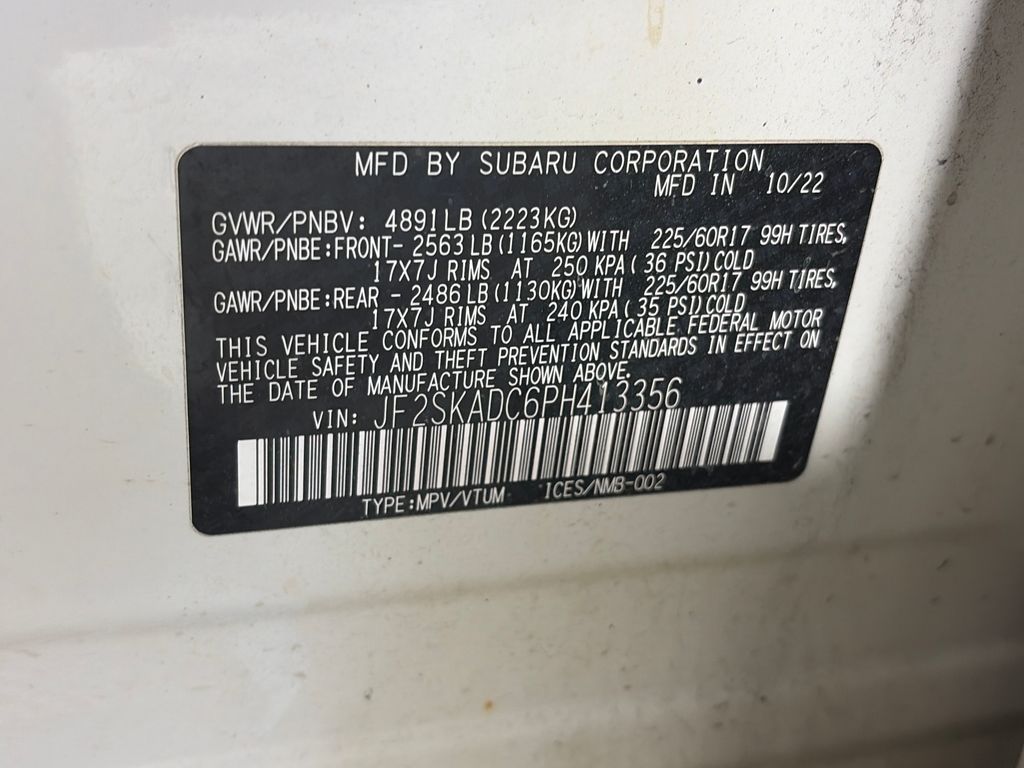 MFD BY SUBARU CORPORATION
MFD IN 10/22
GVWR/PNBV: 4891LB (2223KG)
GAWR/PNBE:FRONT- 2563LB (1165KG) WITH 225/60R17 99H TIRES,
17X7J RIMS AT 250 KPA( 36 PSI)COLD
GAWR/PNBE:REAR - 2486LB (1130KG) WITH 225/60R17 99H TIRES,
17X7J RIMS AT 240 KPA( 35 PSI)COLD
THIS VEHICLE CONFORMS TO ALL APPLICABLE FEDERAL MOTOR
VEHICLE SAFETY AND THEFT PREVENTION STANDARDS IN EFFECT ON
THE DATE OF MANUFACTURE SHOWN ABOVE.
VIN: JF2SKADC6PH413356
TYPE:MPV/VTUM ICES/NMB-002